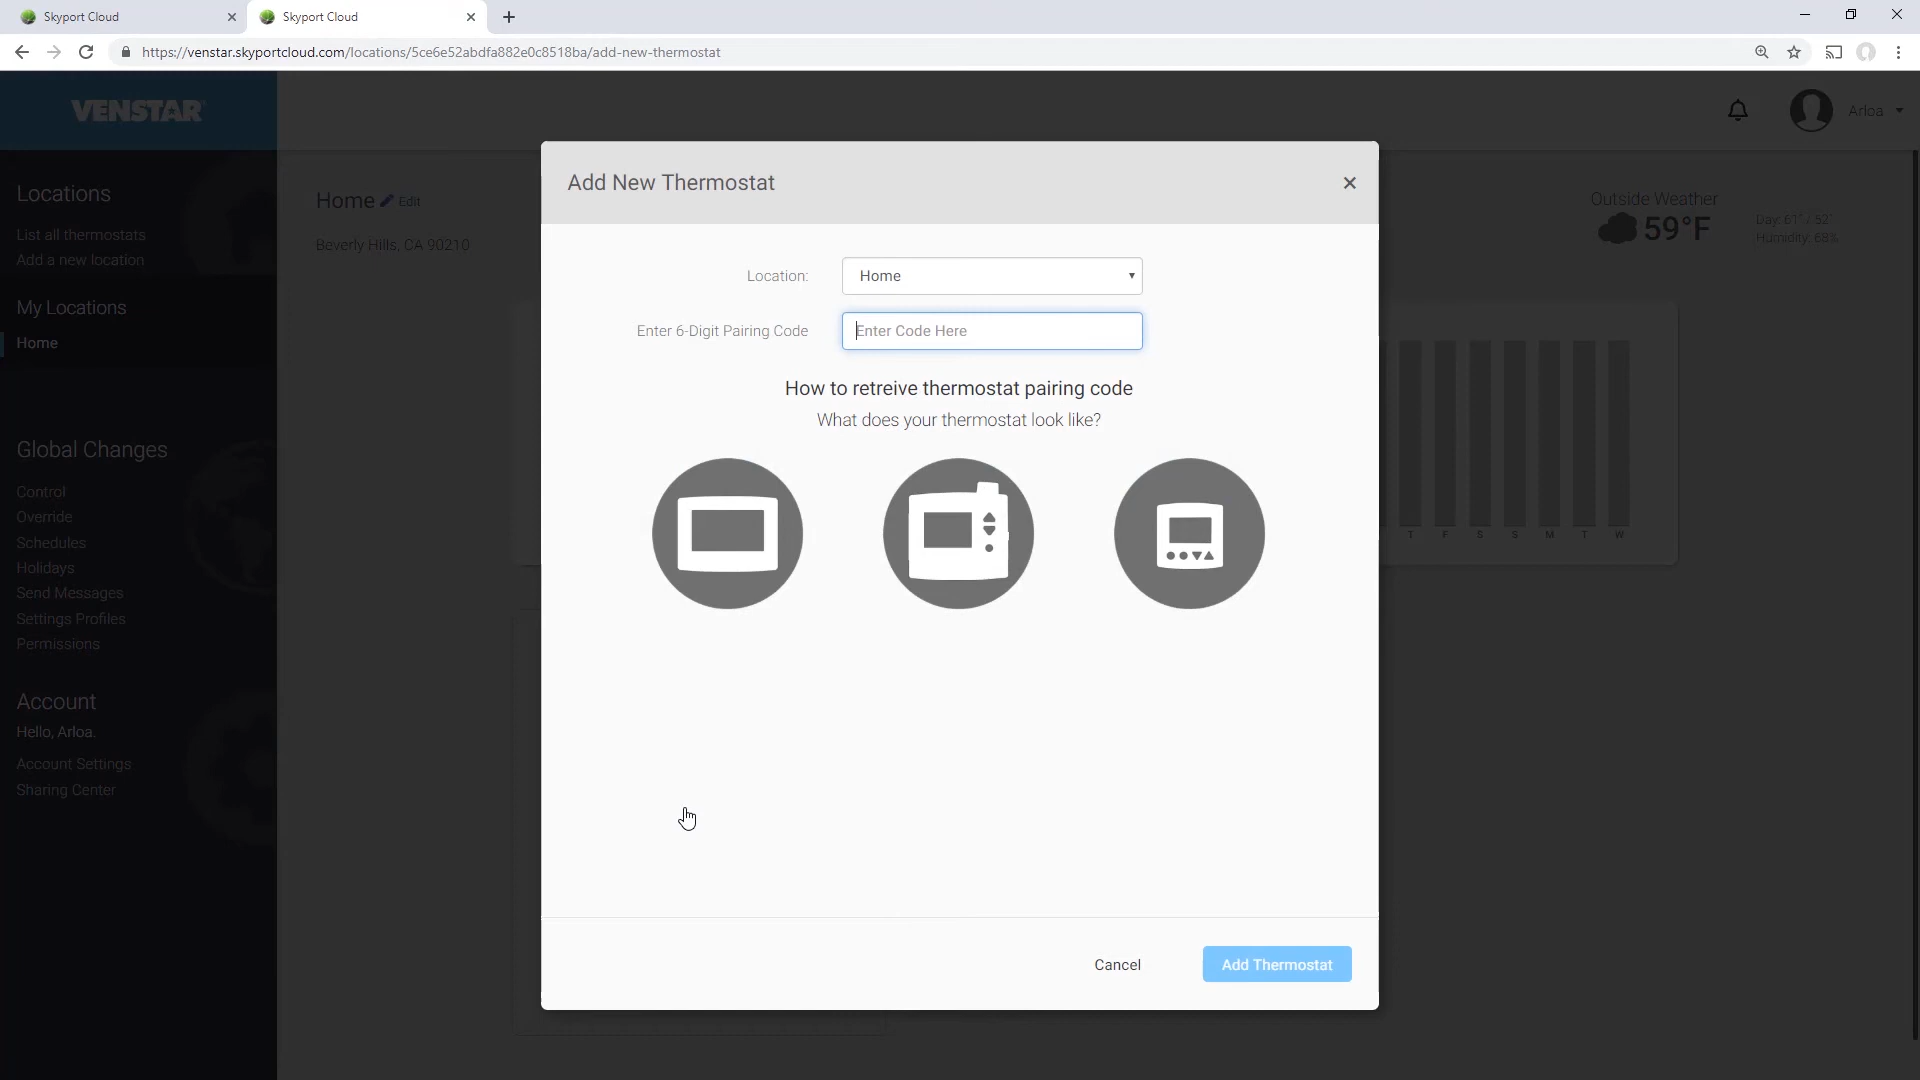 Skyport Cloud
Skyport Cloud
https://venstar.skyportcloud.com/locations/5ce6e52abdfa882e0c8518ba/add-new-thermostat
VENSTAR
Arloa
Locations
List all thermostats
Add a new location
My Locations
Home
Global Changes
Control
Override
Schedules
Holidays
Send Messages
Settings Profiles
Permissions
Account
Hello, Arloa.
Account Settings
Sharing Center
Home Edit
Beverly Hills, CA 90210
Outside Weather
59°F
Day: 61° / 52°
Humidity: 68%
T F S S M T W
Add New Thermostat
Location: Home
Enter 6-Digit Pairing Code Enter Code Here
How to retreive thermostat pairing code
What does your thermostat look like?
Cancel Add Thermostat